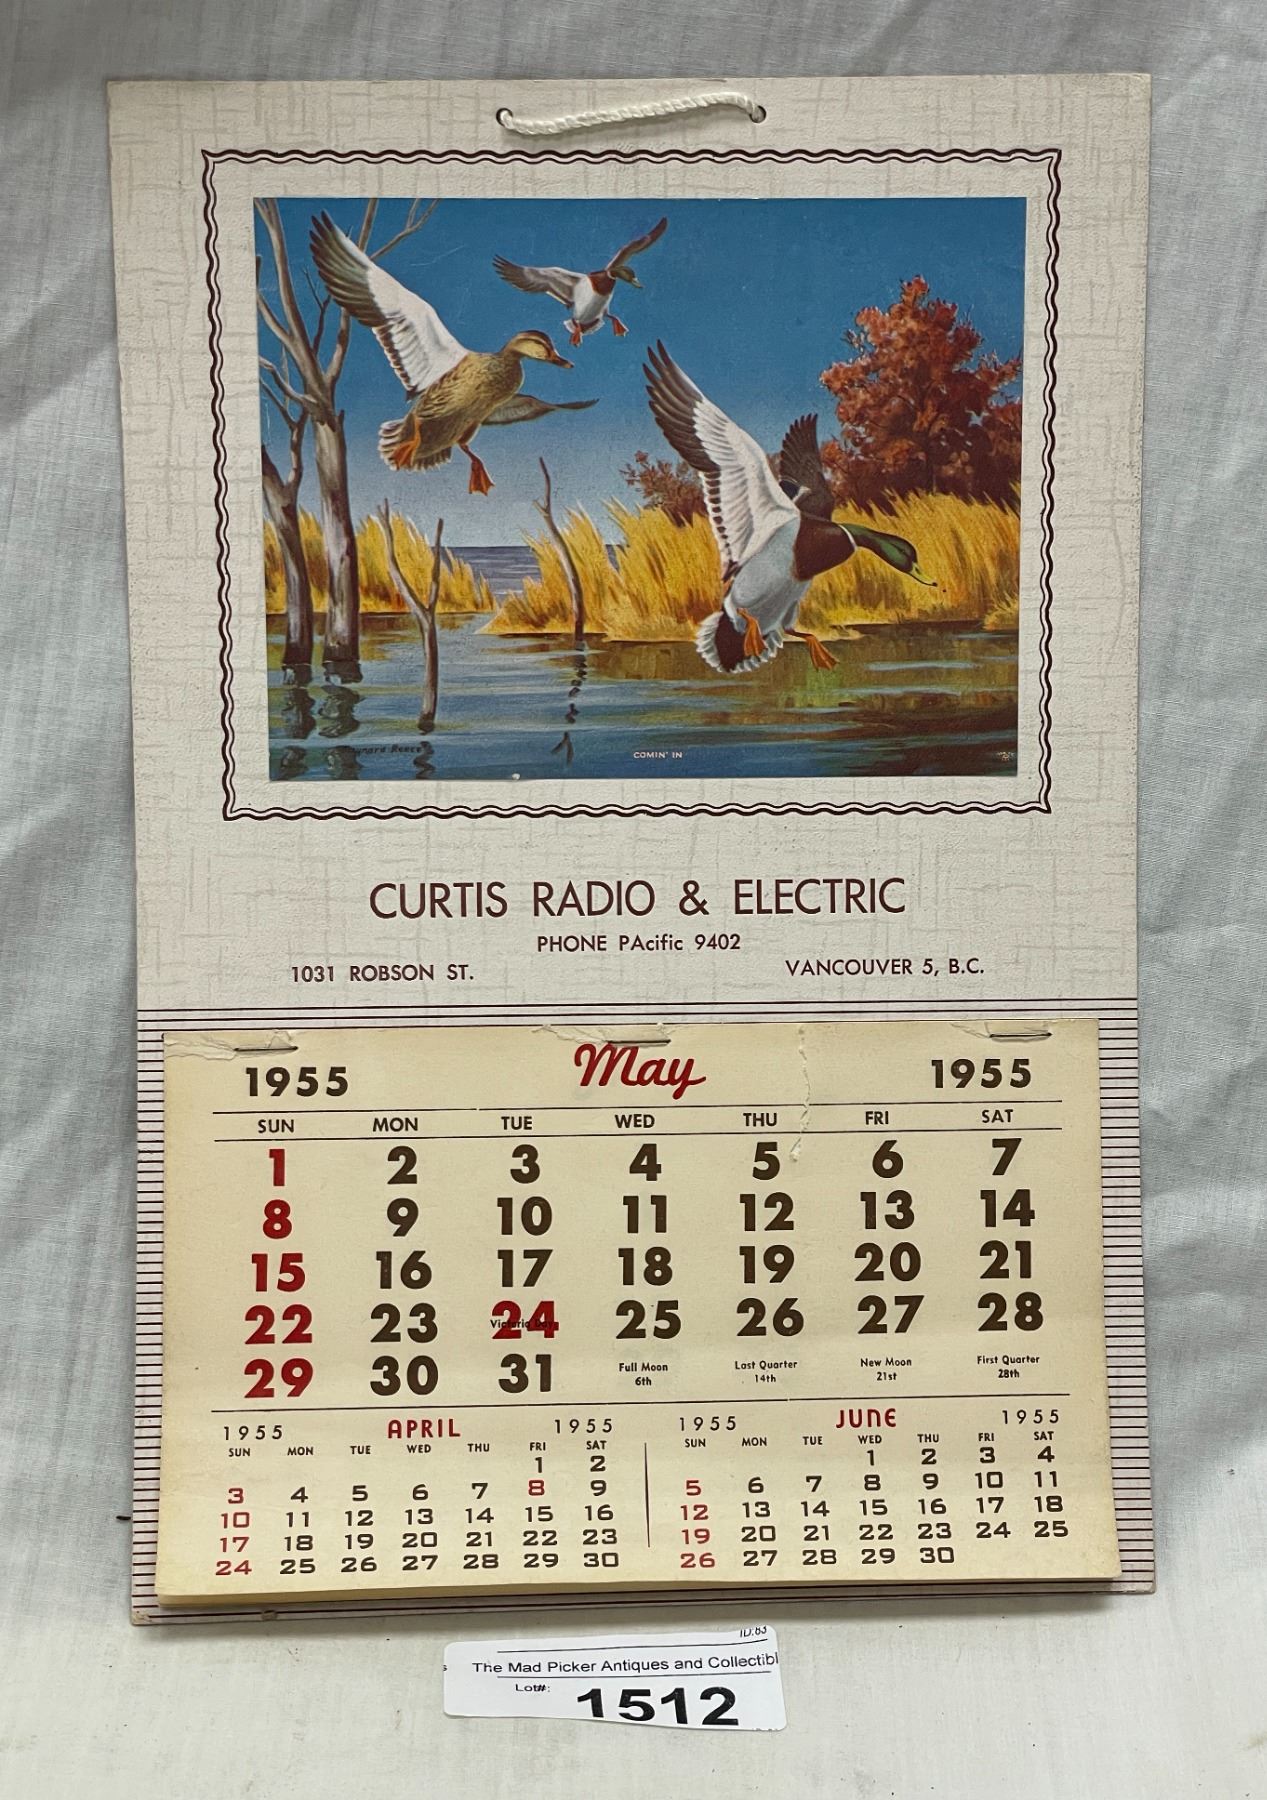 Maynard Reece
COMIN' IN
CURTIS RADIO & ELECTRIC
PHONE PAcific 9402
1031 ROBSON ST.
VANCOUVER 5, B.C.
1955 May 1955
SUN MON TUE WED THU FRI SAT
1 2 3 4 5 6 7
8 9 10 11 12 13 14
15 16 17 18 19 20 21
22 23 24 25 26 27 28
Victoria Day
29 30 31
Full Moon 6th
Last Quarter 14th
New Moon 21st
First Quarter 28th
1955 APRIL 1955
SUN MON TUE WED THU FRI SAT
1 2
3 4 5 6 7 8 9
10 11 12 13 14 15 16
17 18 19 20 21 22 23
24 25 26 27 28 29 30
1955 JUNE 1955
SUN MON TUE WED THU FRI SAT
1 2 3 4
5 6 7 8 9 10 11
12 13 14 15 16 17 18
19 20 21 22 23 24 25
26 27 28 29 30
ID:83
The Mad Picker Antiques and Collectibl
Lot#: 1512